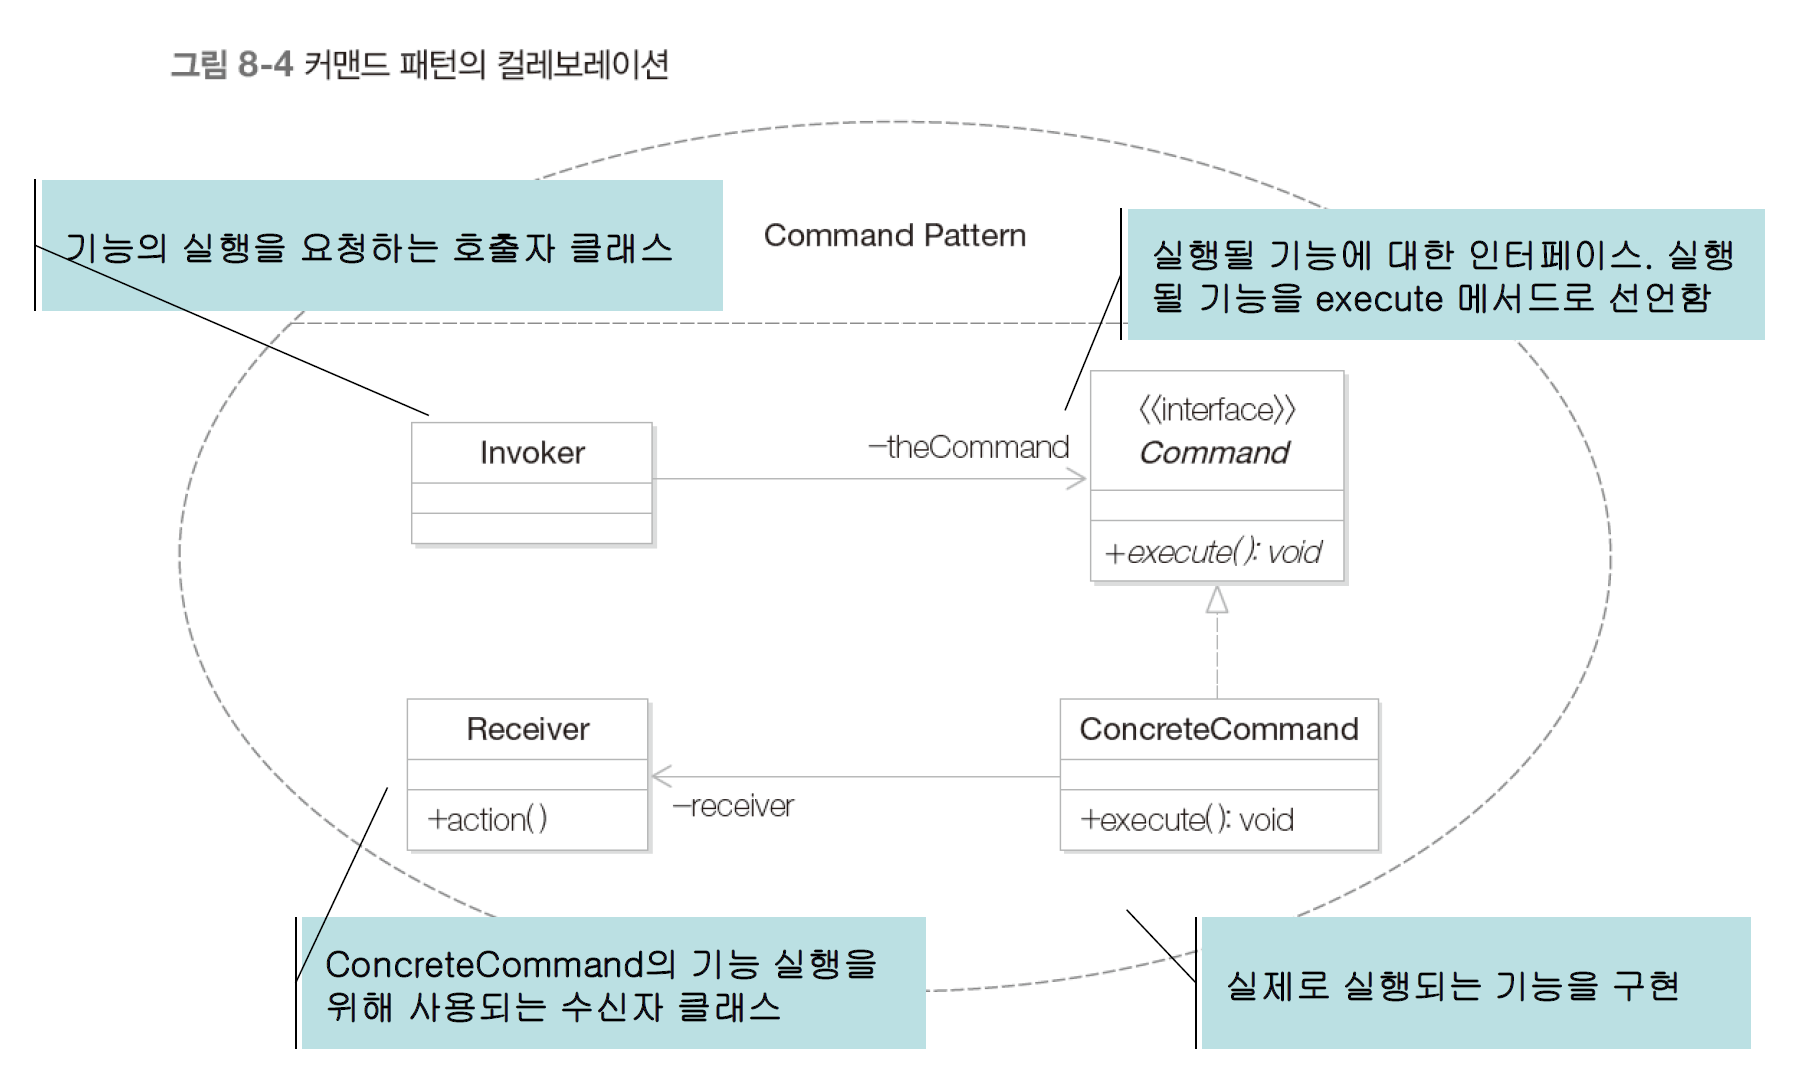 그림 8-4 커맨드 패턴의 컬레보레이션
기능의 실행을 요청하는 호출자 클래스
Command Pattern
실행될 기능에 대한 인터페이스. 실행
될 기능을 execute 메서드로 선언함
Invoker
-theCommand
<<interface>>
Command
+execute(): void
Receiver
+action()
-receiver
ConcreteCommand
+execute(): void
ConcreteCommand의 기능 실행을
위해 사용되는 수신자 클래스
실제로 실행되는 기능을 구현